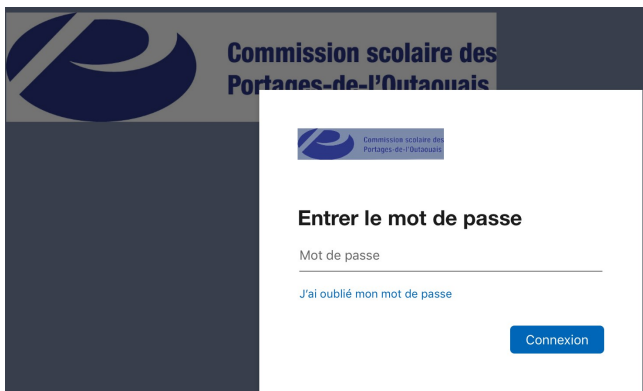 Commission scolaire des
Portages-de-l'Outaouais
Commission scolaire des
Portages-de-l'Outaouais
Entrer le mot de passe
Mot de passe
J'ai oublié mon mot de passe
Connexion